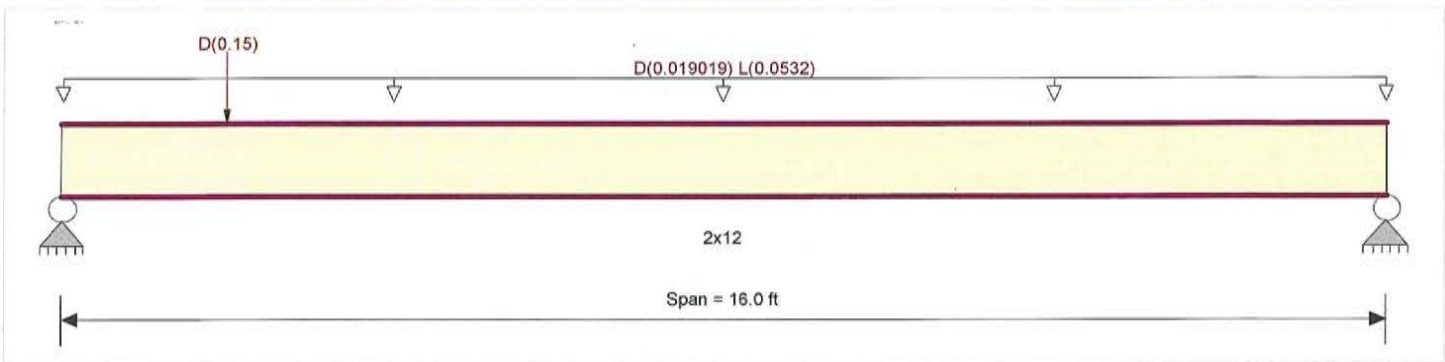 D(0.15)
D(0.019019) L(0.0532)
2x12
Span = 16.0 ft